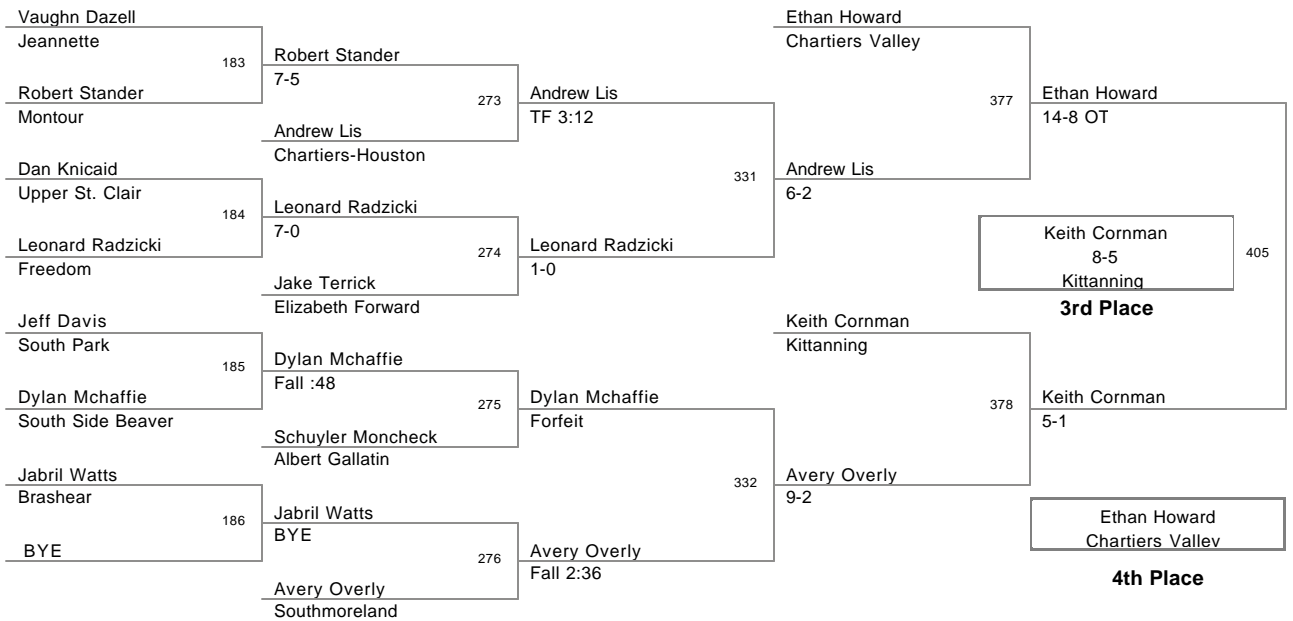 Vaughn Dazell
Jeannette
183
Robert Stander
Montour
Dan Knicaid
Upper St. Clair
184
Leonard Radzicki
Freedom
Jeff Davis
South Park
185
Dylan Mchaffie
South Side Beaver
Jabril Watts
Brashear
186
BYE
Robert Stander
7-5
273
Andrew Lis
Chartiers-Houston
Leonard Radzicki
7-0
274
Jake Terrick
Elizabeth Forward
Dylan Mchaffie
Fall :48
275
Schuyler Moncheck
Albert Gallatin
Jabril Watts
BYE
276
Avery Overly
Southmoreland
Andrew Lis
TF 3:12
331
Leonard Radzicki
1-0
Dylan Mchaffie
Forfeit
332
Avery Overly
Fall 2:36
Ethan Howard
Chartiers Valley
377
Andrew Lis
6-2
Keith Cornman
Kittanning
378
Avery Overly
9-2
Ethan Howard
14-8 OT
Keith Cornman
8-5
Kittanning
405
3rd Place
Keith Cornman
5-1
Ethan Howard
Chartiers Valley
4th Place